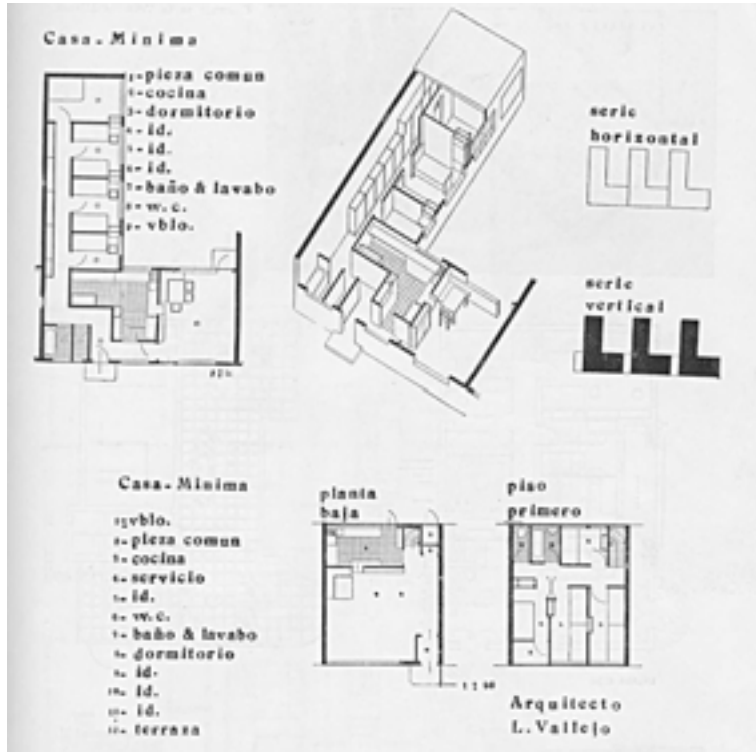 Casa-Minima
1-pieza comun
2-cocina
3-dormitorio
4-id.
5-id.
6-id.
7-baño & lavabo
8-w.c.
9-vblo.
serie
horizontal
serie
vertical
Casa-Minima
vblo.
2-pieza comun
3-cocina
4-servicio
5-id.
6-w.c.
7-baño & lavabo
8-dormitorio
9-id.
10-id.
11-id.
12-terraza
planta
baja
piso
primero
Arquitecto
L. Vallejo